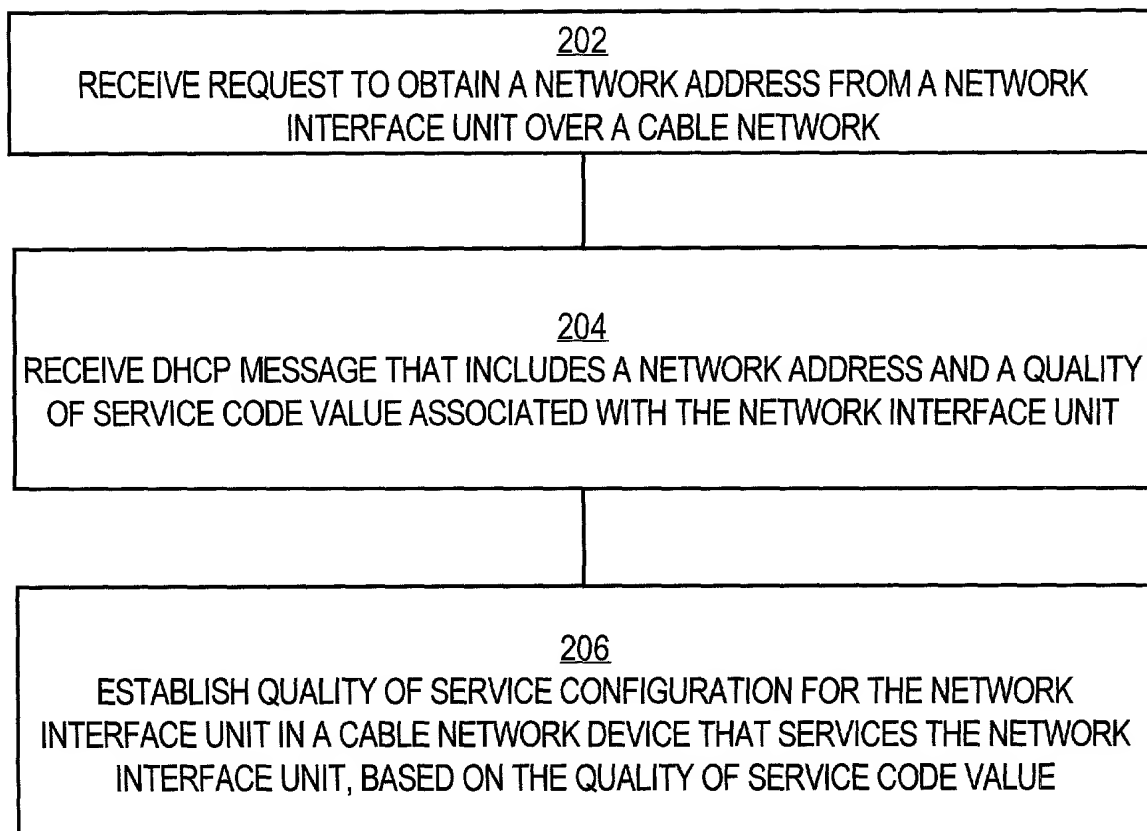 202
RECEIVE REQUEST TO OBTAIN A NETWORK ADDRESS FROM A NETWORK
INTERFACE UNIT OVER A CABLE NETWORK
204
RECEIVE DHCP MESSAGE THAT INCLUDES A NETWORK ADDRESS AND A QUALITY
OF SERVICE CODE VALUE ASSOCIATED WITH THE NETWORK INTERFACE UNIT
206
ESTABLISH QUALITY OF SERVICE CONFIGURATION FOR THE NETWORK
INTERFACE UNIT IN A CABLE NETWORK DEVICE THAT SERVICES THE NETWORK
INTERFACE UNIT, BASED ON THE QUALITY OF SERVICE CODE VALUE